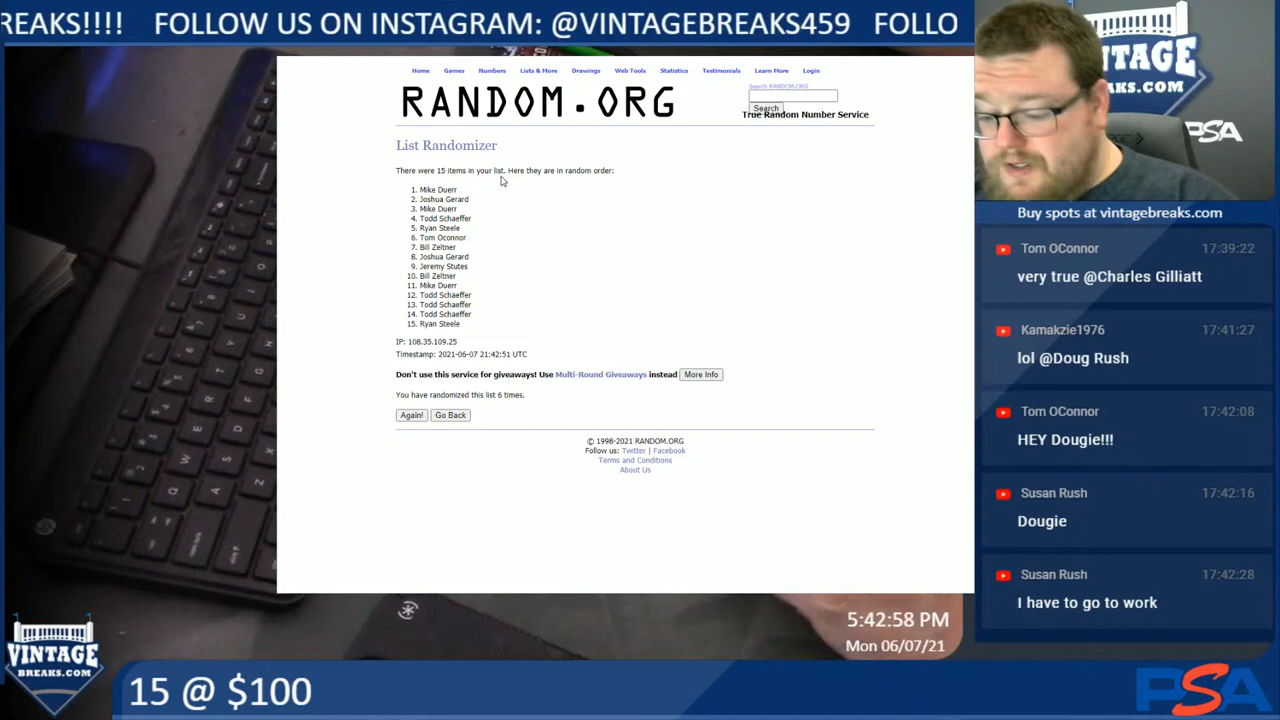 REAKS!!!! FOLLOW US ON INSTAGRAM: @VINTAGEBREAKS459 FOLLO
Home Games Numbers Lists & More Drawings Web Tools Statistics Testimonials Learn More Login
RANDOM.ORG
Search RANDOM.ORG
Search
True Random Number Service
List Randomizer
There were 15 items in your list. Here they are in random order:
1. Mike Duerr
2. Joshua Gerard
3. Mike Duerr
4. Todd Schaeffer
5. Ryan Steele
6. Tom Oconnor
7. Bill Zeltner
8. Joshua Gerard
9. Jeremy Stutes
10. Bill Zeltner
11. Mike Duerr
12. Todd Schaeffer
13. Todd Schaeffer
14. Todd Schaeffer
15. Ryan Steele
IP: 108.35.109.25
Timestamp: 2021-06-07 21:42:51 UTC
Don't use this service for giveaways! Use Multi-Round Giveaways instead More Info
You have randomized this list 6 times.
Again! Go Back
© 1998-2021 RANDOM.ORG
Follow us: Twitter | Facebook
Terms and Conditions
About Us
VINTAGE
PSA
Buy spots at vintagebreaks.com
Tom OConnor 17:39:22
very true @Charles Gilliatt
Kamakzie1976 17:41:27
lol @Doug Rush
Tom OConnor 17:42:08
HEY Dougie!!!
Susan Rush 17:42:16
Dougie
Susan Rush 17:42:28
I have to go to work
5:42:58 PM
Mon 06/07/21
VINTAGE
BREAKS.COM
15 @ $100
PSA